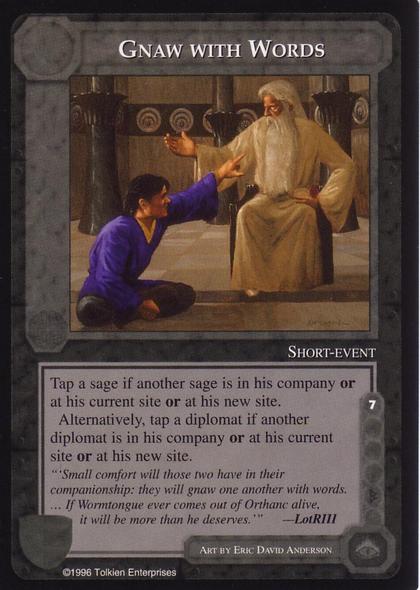 GNAW WITH WORDS
SHORT-EVENT
Tap a sage if another sage is in his company or
at his current site or at his new site.
Alternatively, tap a diplomat if another
diplomat is in his company or at his current
site or at his new site.
“‘Small comfort will those two have in their
companionship: they will gnaw one another with words.
... If Wormtongue ever comes out of Orthanc alive,
it will be more than he deserves.’” —LotRIII
7
ART BY ERIC DAVID ANDERSON
©1996 Tolkien Enterprises